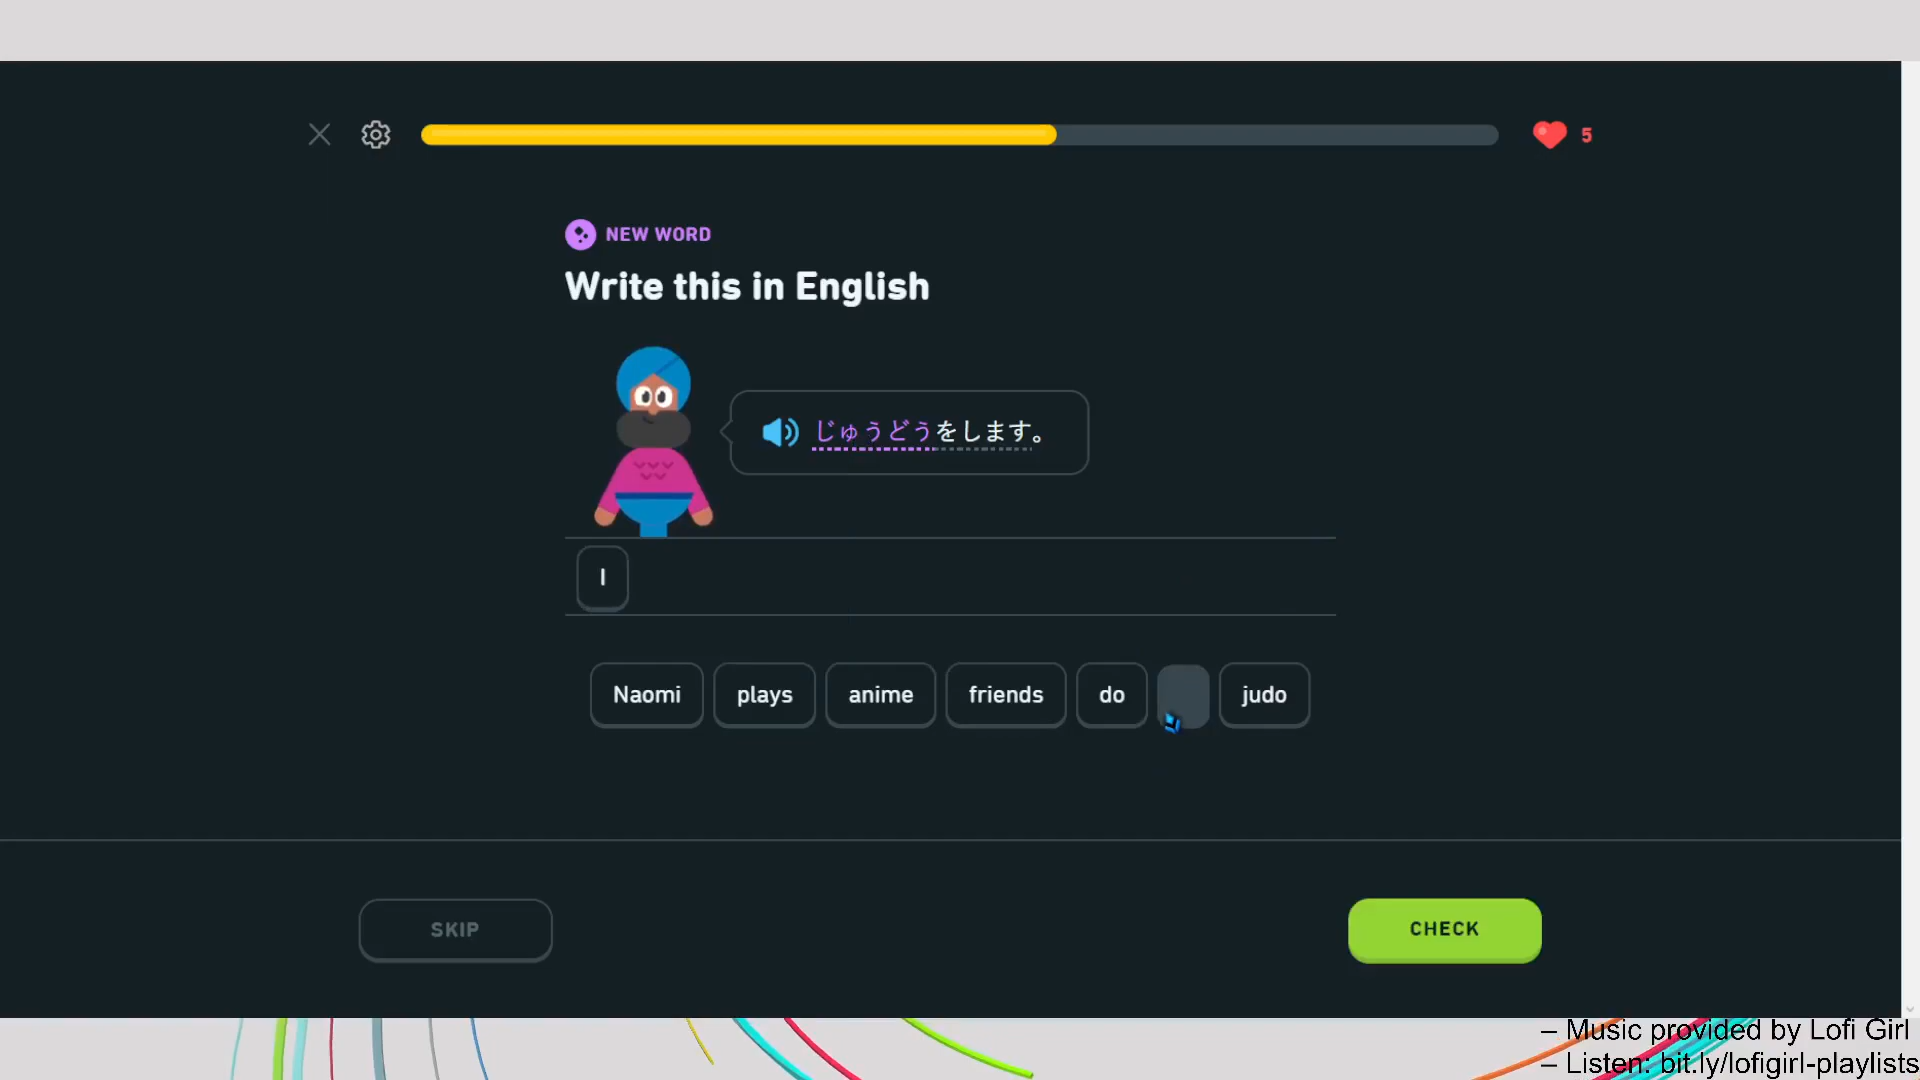 5
NEW WORD
Write this in English
じゅうどうをします。
I
Naomi plays anime friends do judo
SKIP CHECK
– Music provided by Lofi Girl
– Listen: bit.ly/lofigirl-playlists